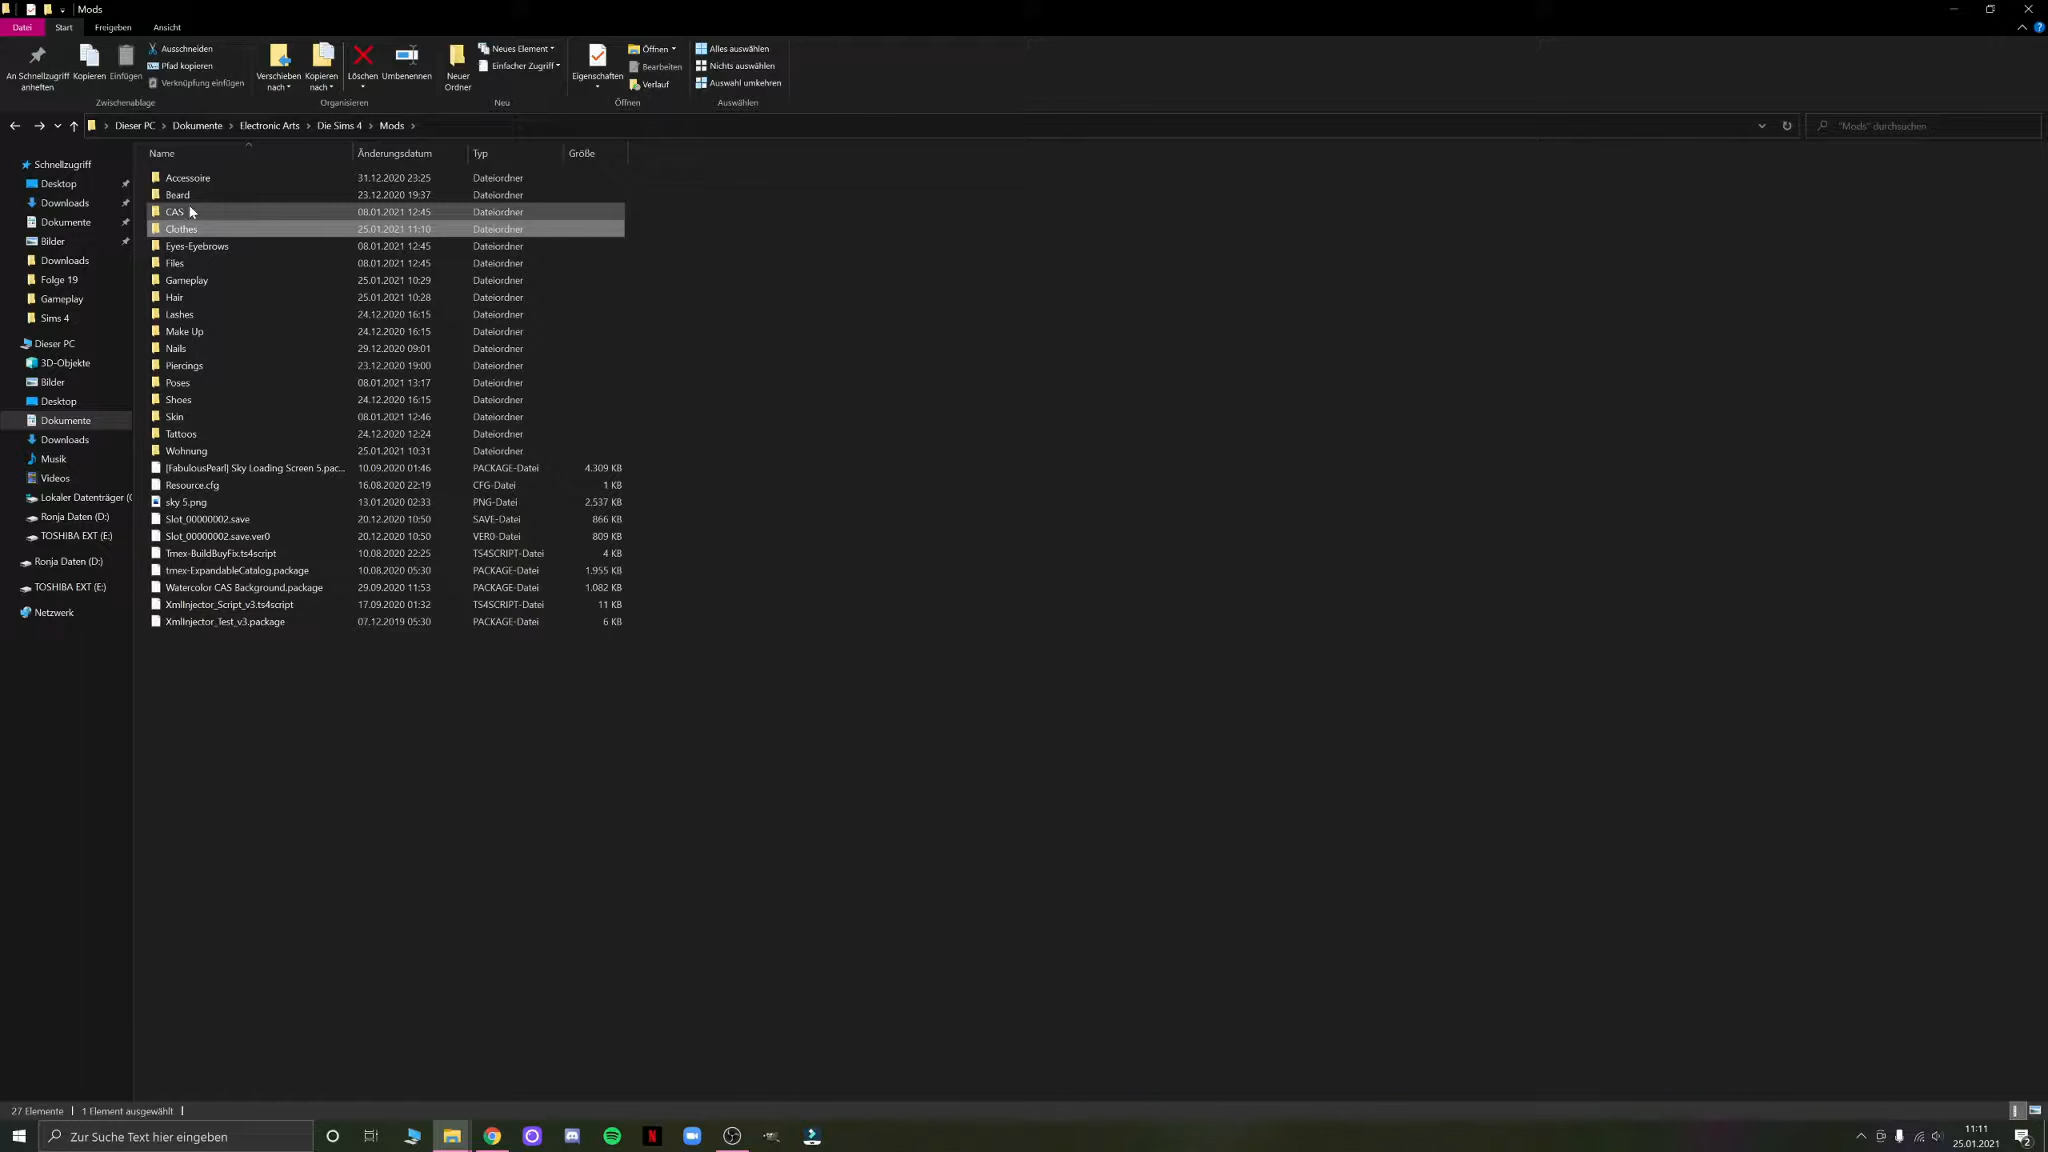 Mods
Datei Start Freigeben Ansicht
An Schnellzugriff anheften
Kopieren
Einfügen
Ausschneiden
Pfad kopieren
Verknüpfung einfügen
Zwischenablage
Verschieben nach
Kopieren nach
Löschen
Umbenennen
Organisieren
Neuer Ordner
Neues Element
Einfacher Zugriff
Neu
Eigenschaften
Öffnen
Bearbeiten
Verlauf
Öffnen
Alles auswählen
Nichts auswählen
Auswahl umkehren
Auswählen
Dieser PC > Dokumente > Electronic Arts > Die Sims 4 > Mods >
"Mods" durchsuchen
Schnellzugriff
Desktop
Downloads
Dokumente
Bilder
Downloads
Folge 19
Gameplay
Sims 4
Dieser PC
3D-Objekte
Bilder
Desktop
Dokumente
Downloads
Musik
Videos
Lokaler Datenträger (C
Ronja Daten (D:)
TOSHIBA EXT (E:)
Ronja Daten (D:)
TOSHIBA EXT (E:)
Netzwerk
Name Änderungsdatum Typ Größe
Accessoire 31.12.2020 23:25 Dateiordner
Beard 23.12.2020 19:37 Dateiordner
CAS 08.01.2021 12:45 Dateiordner
Clothes 25.01.2021 11:10 Dateiordner
Eyes-Eyebrows 08.01.2021 12:45 Dateiordner
Files 08.01.2021 12:45 Dateiordner
Gameplay 25.01.2021 10:29 Dateiordner
Hair 25.01.2021 10:28 Dateiordner
Lashes 24.12.2020 16:15 Dateiordner
Make Up 24.12.2020 16:15 Dateiordner
Nails 29.12.2020 09:01 Dateiordner
Piercings 23.12.2020 19:00 Dateiordner
Poses 08.01.2021 13:17 Dateiordner
Shoes 24.12.2020 16:15 Dateiordner
Skin 08.01.2021 12:46 Dateiordner
Tattoos 24.12.2020 12:24 Dateiordner
Wohnung 25.01.2021 10:31 Dateiordner
[FabulousPearl] Sky Loading Screen 5.pac... 10.09.2020 01:46 PACKAGE-Datei 4.309 KB
Resource.cfg 16.08.2020 22:19 CFG-Datei 1 KB
sky 5.png 13.01.2020 02:33 PNG-Datei 2.537 KB
Slot_00000002.save 20.12.2020 10:50 SAVE-Datei 866 KB
Slot_00000002.save.ver0 20.12.2020 10:50 VER0-Datei 809 KB
Tmex-BuildBuyFix.ts4script 10.08.2020 22:25 TS4SCRIPT-Datei 4 KB
tmex-ExpandableCatalog.package 10.08.2020 05:30 PACKAGE-Datei 1.955 KB
Watercolor CAS Background.package 29.09.2020 11:53 PACKAGE-Datei 1.082 KB
XmlInjector_Script_v3.ts4script 17.09.2020 01:32 TS4SCRIPT-Datei 11 KB
XmlInjector_Test_v3.package 07.12.2019 05:30 PACKAGE-Datei 6 KB
27 Elemente | 1 Element ausgewählt |
Zur Suche Text hier eingeben
11:11
25.01.2021
2